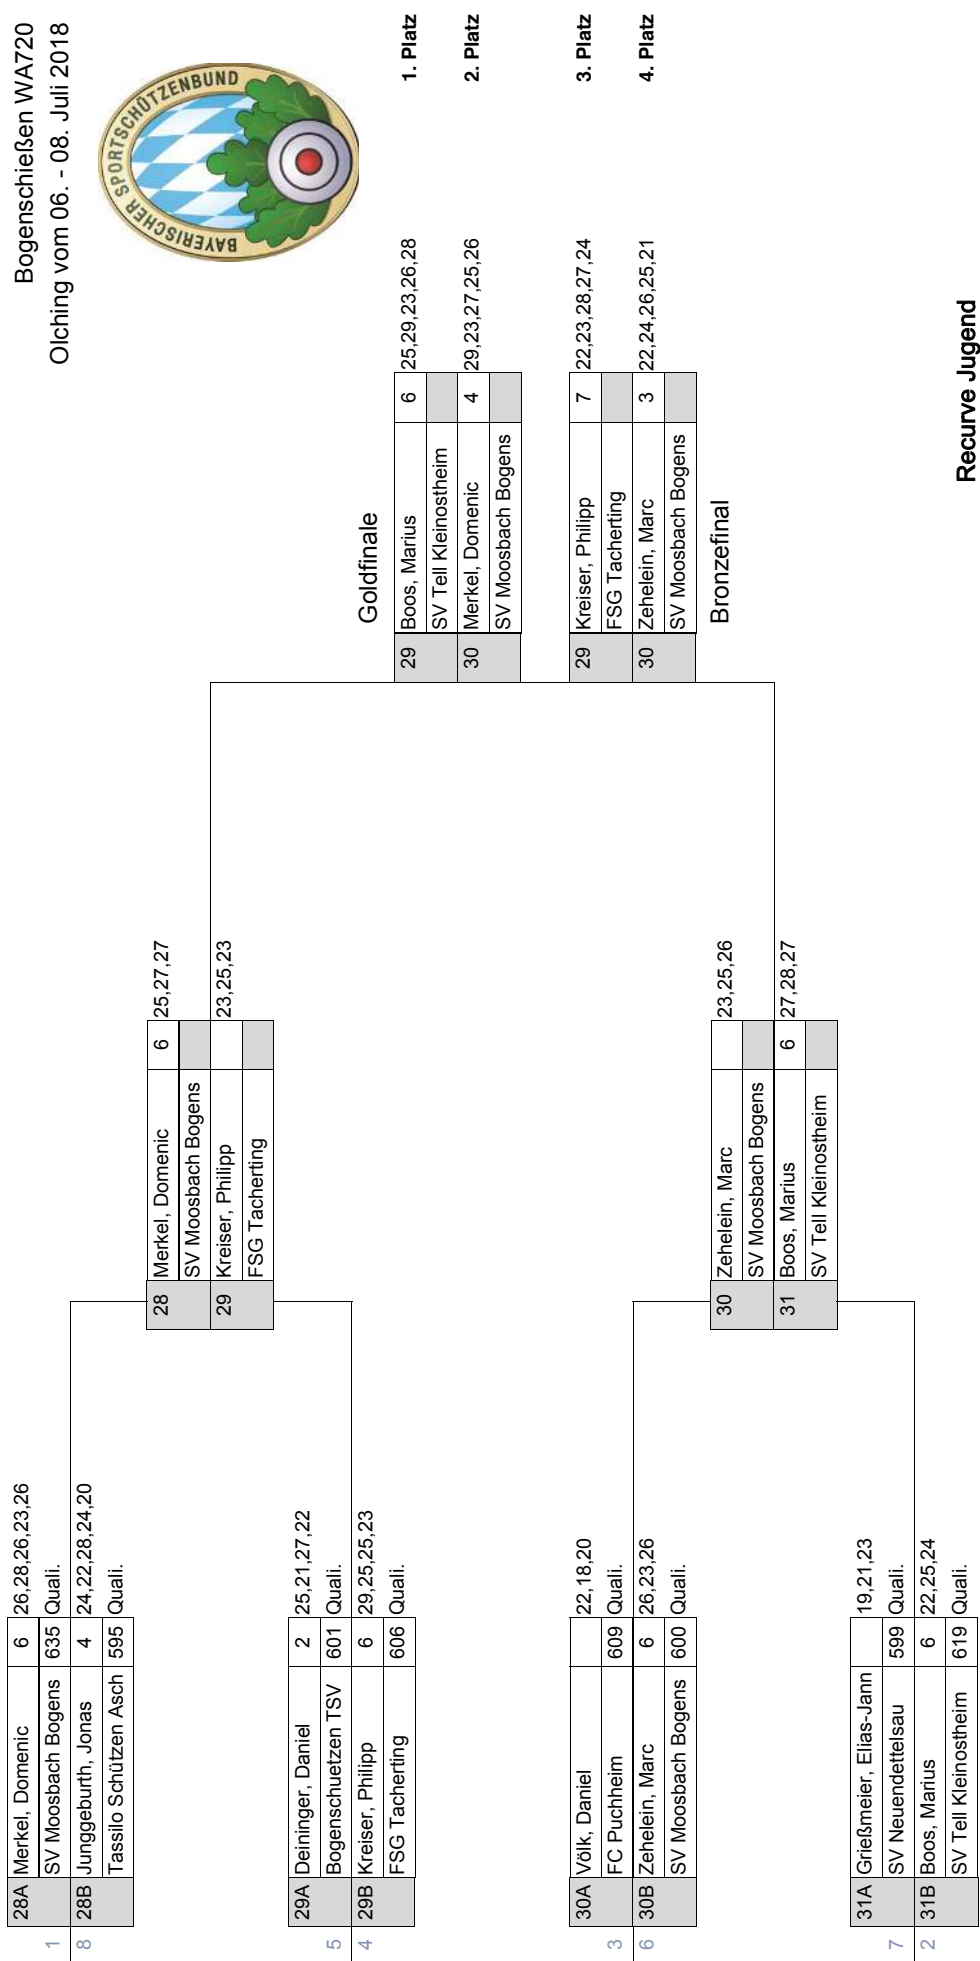 Bogenschießen WA720
Olching vom 06. - 08. Juli 2018
BAYERISCHER SPORTSCHÜTZENBUND
1
28A Merkel, Domenic 6 26,28,26,23,26
SV Moosbach Bogens 635 Quali.
8
28B Junggeburth, Jonas 4 24,22,28,24,20
Tassilo Schützen Asch 595 Quali.
28 Merkel, Domenic 6 25,27,27
SV Moosbach Bogens
29 Kreiser, Philipp 23,25,23
FSG Tacherting
5
29A Deininger, Daniel 2 25,21,27,22
Bogenschuetzen TSV 601 Quali.
4
29B Kreiser, Philipp 6 29,25,25,23
FSG Tacherting 606 Quali.
Goldfinale
29 Boos, Marius 6 25,29,23,26,28 1. Platz
SV Tell Kleinostheim
30 Merkel, Domenic 4 29,23,27,25,26 2. Platz
SV Moosbach Bogens
29 Kreiser, Philipp 7 22,23,28,27,24 3. Platz
FSG Tacherting
30 Zehelein, Marc 3 22,24,26,25,21 4. Platz
SV Moosbach Bogens
Bronzefinal
3
30A Völk, Daniel 22,18,20
FC Puchheim 609 Quali.
6
30B Zehelein, Marc 6 26,23,26
SV Moosbach Bogens 600 Quali.
30 Zehelein, Marc 23,25,26
SV Moosbach Bogens
31 Boos, Marius 6 27,28,27
SV Tell Kleinostheim
7
31A Grießmeier, Elias-Jann 19,21,23
SV Neuendettelsau 599 Quali.
2
31B Boos, Marius 6 22,25,24
SV Tell Kleinostheim 619 Quali.
Recurve Jugend